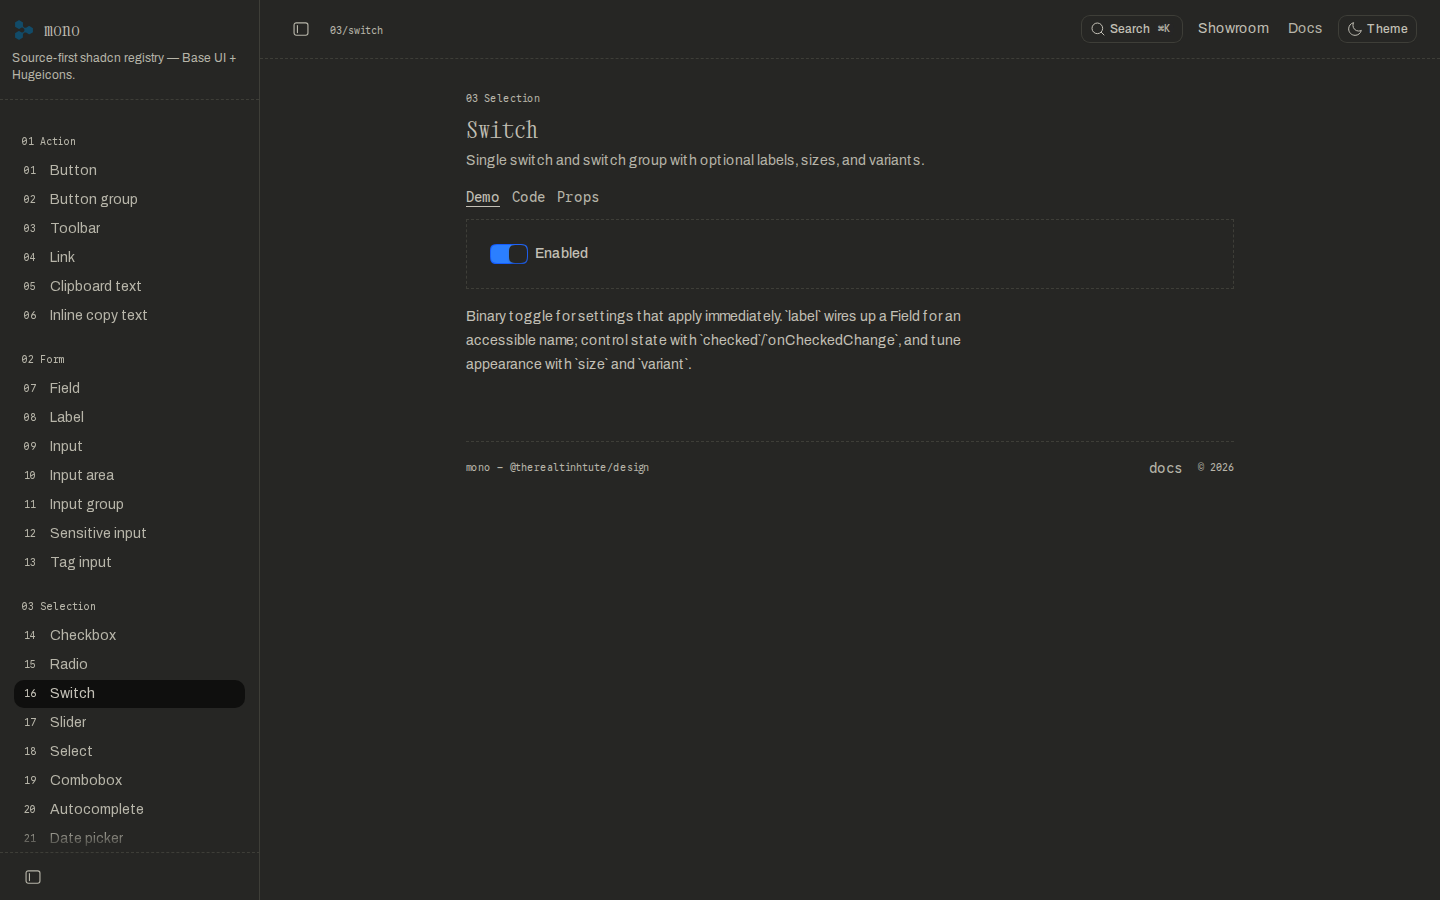 mono
Source-first shadcn registry — Base UI +
Hugeicons.
01 Action
01 Button
02 Button group
03 Toolbar
04 Link
05 Clipboard text
06 Inline copy text
02 Form
07 Field
08 Label
09 Input
10 Input area
11 Input group
12 Sensitive input
13 Tag input
03 Selection
14 Checkbox
15 Radio
16 Switch
17 Slider
18 Select
19 Combobox
20 Autocomplete
21 Date picker
03/switch
Search ⌘K
Showroom
Docs
Theme
03 Selection
Switch
Single switch and switch group with optional labels, sizes, and variants.
Demo Code Props
Enabled
Binary toggle for settings that apply immediately. `label` wires up a Field for an
accessible name; control state with `checked`/`onCheckedChange`, and tune
appearance with `size` and `variant`.
mono — @therealtinhtute/design
docs © 2026